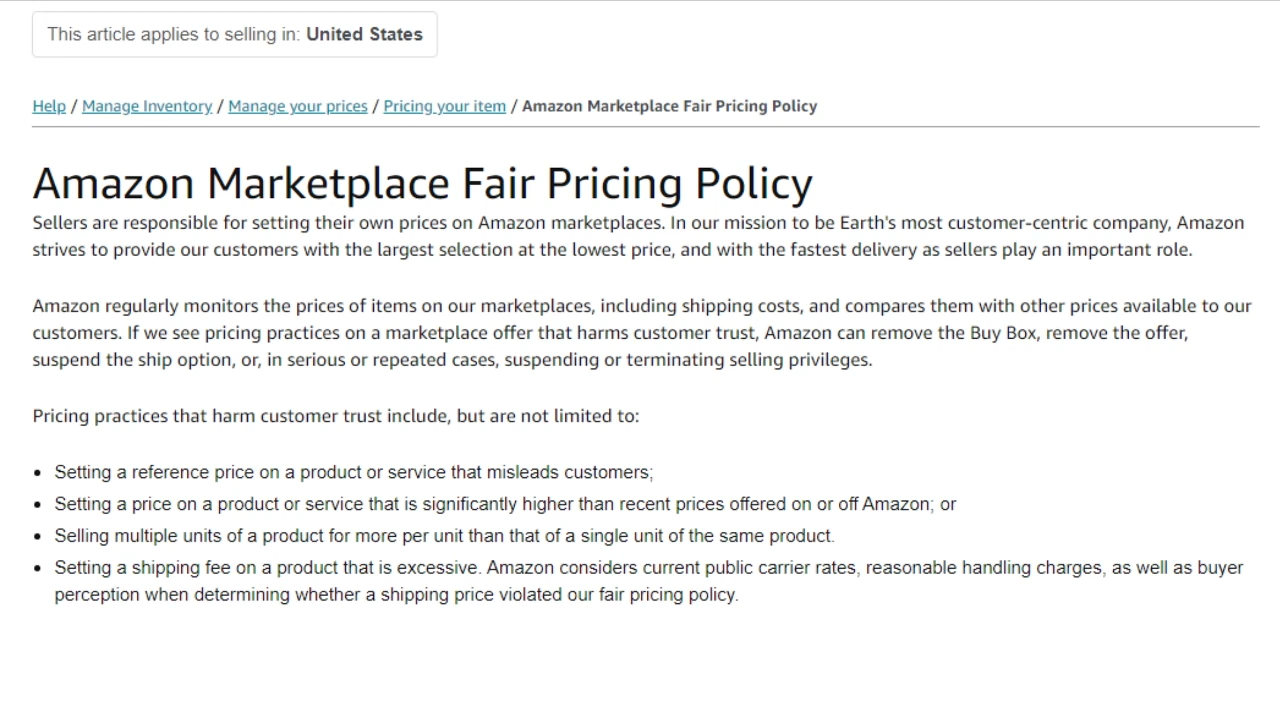 This article applies to selling in: United States
Help / Manage Inventory / Manage your prices / Pricing your item / Amazon Marketplace Fair Pricing Policy
Amazon Marketplace Fair Pricing Policy
Sellers are responsible for setting their own prices on Amazon marketplaces. In our mission to be Earth's most customer-centric company, Amazon
strives to provide our customers with the largest selection at the lowest price, and with the fastest delivery as sellers play an important role.
Amazon regularly monitors the prices of items on our marketplaces, including shipping costs, and compares them with other prices available to our
customers. If we see pricing practices on a marketplace offer that harms customer trust, Amazon can remove the Buy Box, remove the offer,
suspend the ship option, or, in serious or repeated cases, suspending or terminating selling privileges.
Pricing practices that harm customer trust include, but are not limited to:
• Setting a reference price on a product or service that misleads customers;
• Setting a price on a product or service that is significantly higher than recent prices offered on or off Amazon; or
• Selling multiple units of a product for more per unit than that of a single unit of the same product.
• Setting a shipping fee on a product that is excessive. Amazon considers current public carrier rates, reasonable handling charges, as well as buyer
perception when determining whether a shipping price violated our fair pricing policy.